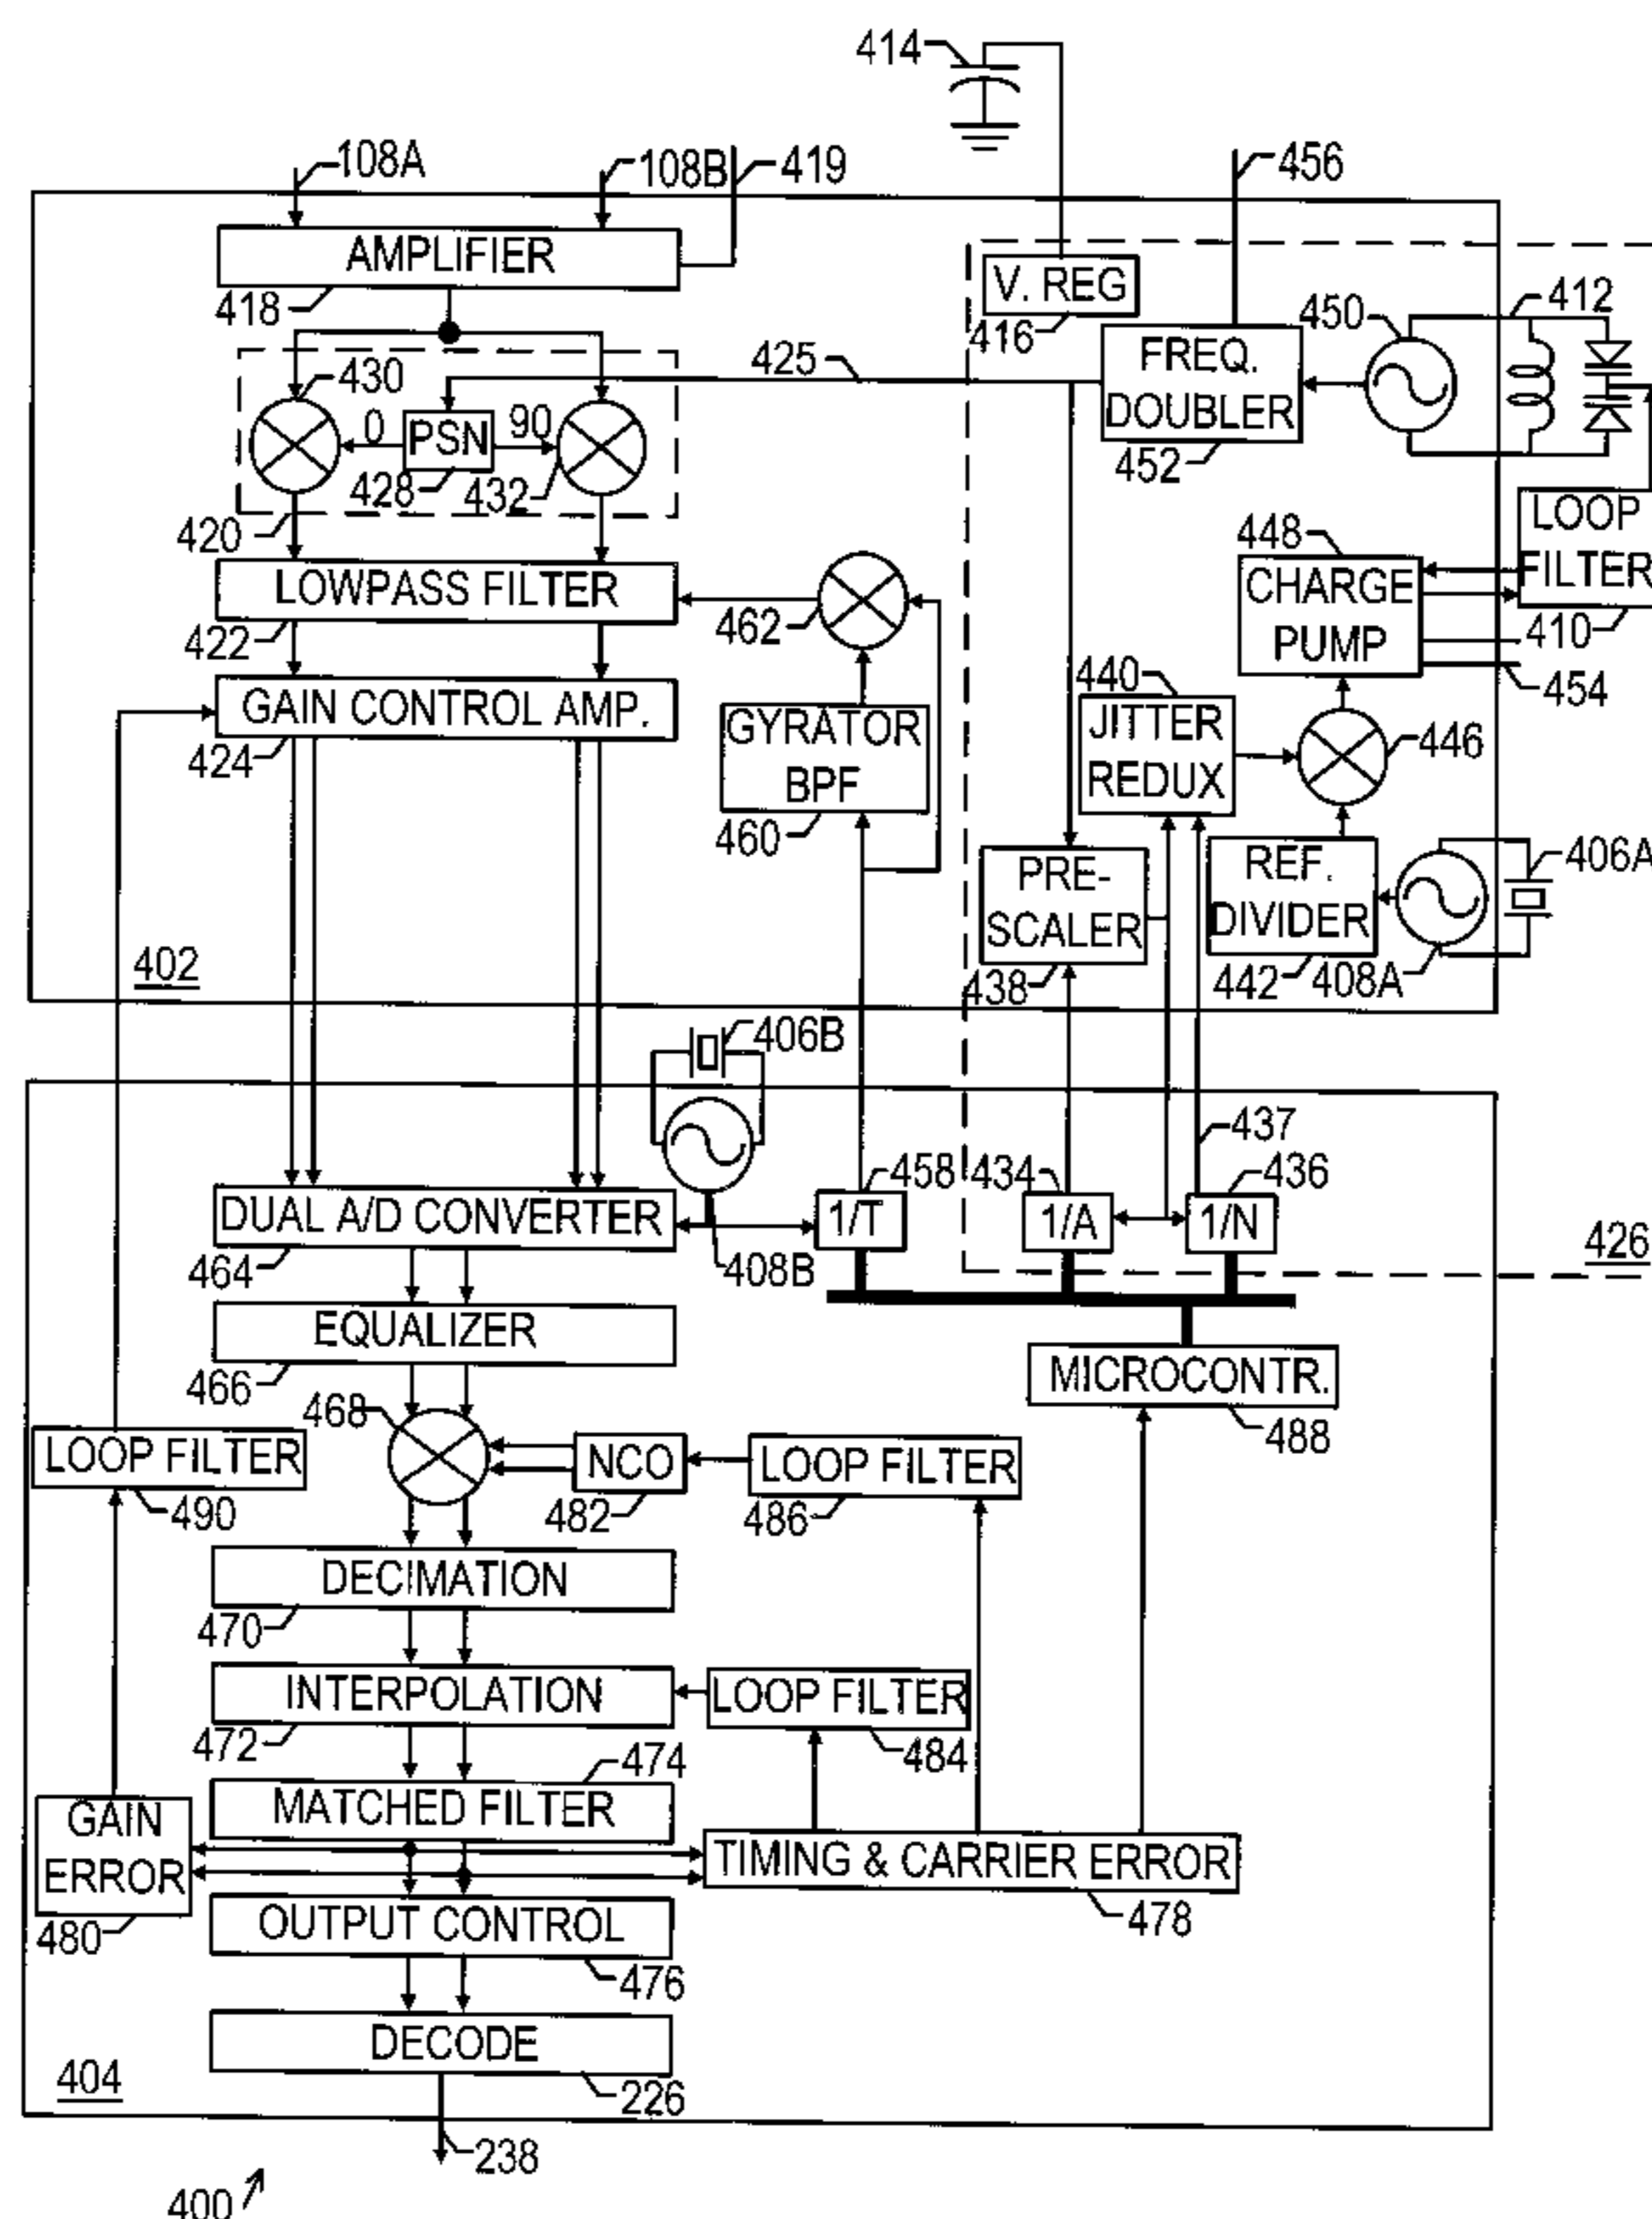 414
108A
108B
419
456
AMPLIFIER
418
V. REG
416
450
412
430
425
FREQ.
DOUBLER
452
0
PSN
90
428
432
420
LOOP
FILTER
410
448
CHARGE
PUMP
454
LOWPASS FILTER
422
462
440
JITTER
REDUX
446
GAIN CONTROL AMP.
424
GYRATOR
BPF
460
PRE-
SCALER
438
REF.
DIVIDER
442
408A
406A
402
406B
437
458
434
436
DUAL A/D CONVERTER
464
408B
1/T
1/A
1/N
426
EQUALIZER
466
MICROCONTR.
488
468
LOOP FILTER
490
NCO
482
LOOP FILTER
486
DECIMATION
470
INTERPOLATION
472
LOOP FILTER
484
474
MATCHED FILTER
GAIN
ERROR
480
TIMING & CARRIER ERROR
478
OUTPUT CONTROL
476
DECODE
226
404
238
400